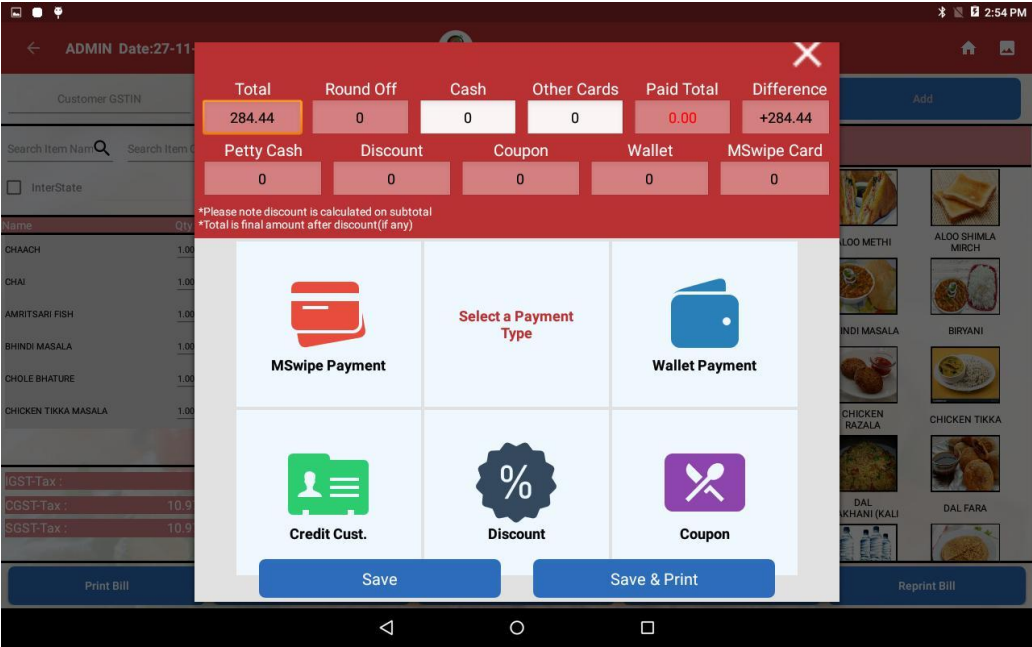 2:54 PM
ADMIN Date:27-11-
Customer GSTIN
Add
Total Round Off Cash Other Cards Paid Total Difference
284.44 0 0 0 0.00 +284.44
Search Item Nam Search Item
Petty Cash Discount Coupon Wallet MSwipe Card
0 0 0 0 0
InterState
*Please note discount is calculated on subtotal
*Total is final amount after discount(if any)
Name Qty
CHAACH 1.00
CHAI 1.00
AMRITSARI FISH 1.00
BHINDI MASALA 1.00
CHOLE BHATURE 1.00
CHICKEN TIKKA MASALA 1.00
IGST-Tax :
CGST-Tax : 10.9
SGST-Tax : 10.9
MSwipe Payment
Select a Payment
Type
Wallet Payment
Credit Cust.
%
Discount
Coupon
Save
Save & Print
LOO METHI
ALOO SHIMLA
MIRCH
INDI MASALA
BIRYANI
CHICKEN
RAZALA
CHICKEN TIKKA
DAL
KHANI (KALI
DAL FARA
Print Bill
Reprint Bill